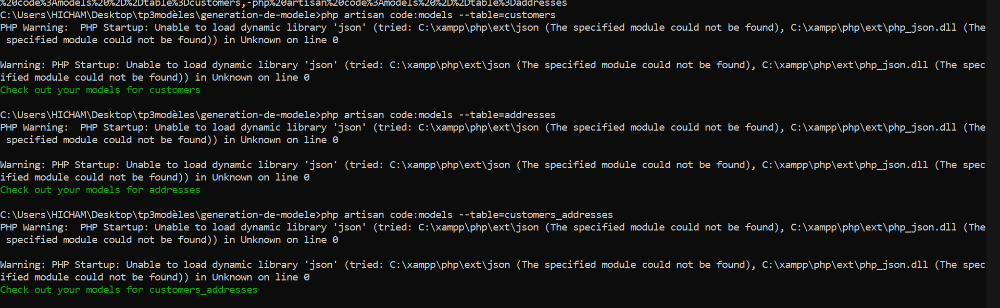 %20code%3Amodels%20%2D%2Dtable%3Dcustomers,-php%20artisan%20code%3Amodels%20%2D%2Dtable%3Daddresses
C:\Users\HICHAM\Desktop\tp3modèles\generation-de-modele>php artisan code:models --table=customers
PHP Warning:  PHP Startup: Unable to load dynamic library 'json' (tried: C:\xampp\php\ext\json (The specified module could not be found), C:\xampp\php\ext\php_json.dll (The
 specified module could not be found)) in Unknown on line 0
Warning: PHP Startup: Unable to load dynamic library 'json' (tried: C:\xampp\php\ext\json (The specified module could not be found), C:\xampp\php\ext\php_json.dll (The spec
ified module could not be found)) in Unknown on line 0
Check out your models for customers
C:\Users\HICHAM\Desktop\tp3modèles\generation-de-modele>php artisan code:models --table=addresses
PHP Warning:  PHP Startup: Unable to load dynamic library 'json' (tried: C:\xampp\php\ext\json (The specified module could not be found), C:\xampp\php\ext\php_json.dll (The
 specified module could not be found)) in Unknown on line 0
Warning: PHP Startup: Unable to load dynamic library 'json' (tried: C:\xampp\php\ext\json (The specified module could not be found), C:\xampp\php\ext\php_json.dll (The spec
ified module could not be found)) in Unknown on line 0
Check out your models for addresses
C:\Users\HICHAM\Desktop\tp3modèles\generation-de-modele>php artisan code:models --table=customers_addresses
PHP Warning:  PHP Startup: Unable to load dynamic library 'json' (tried: C:\xampp\php\ext\json (The specified module could not be found), C:\xampp\php\ext\php_json.dll (The
 specified module could not be found)) in Unknown on line 0
Warning: PHP Startup: Unable to load dynamic library 'json' (tried: C:\xampp\php\ext\json (The specified module could not be found), C:\xampp\php\ext\php_json.dll (The spec
ified module could not be found)) in Unknown on line 0
Check out your models for customers_addresses